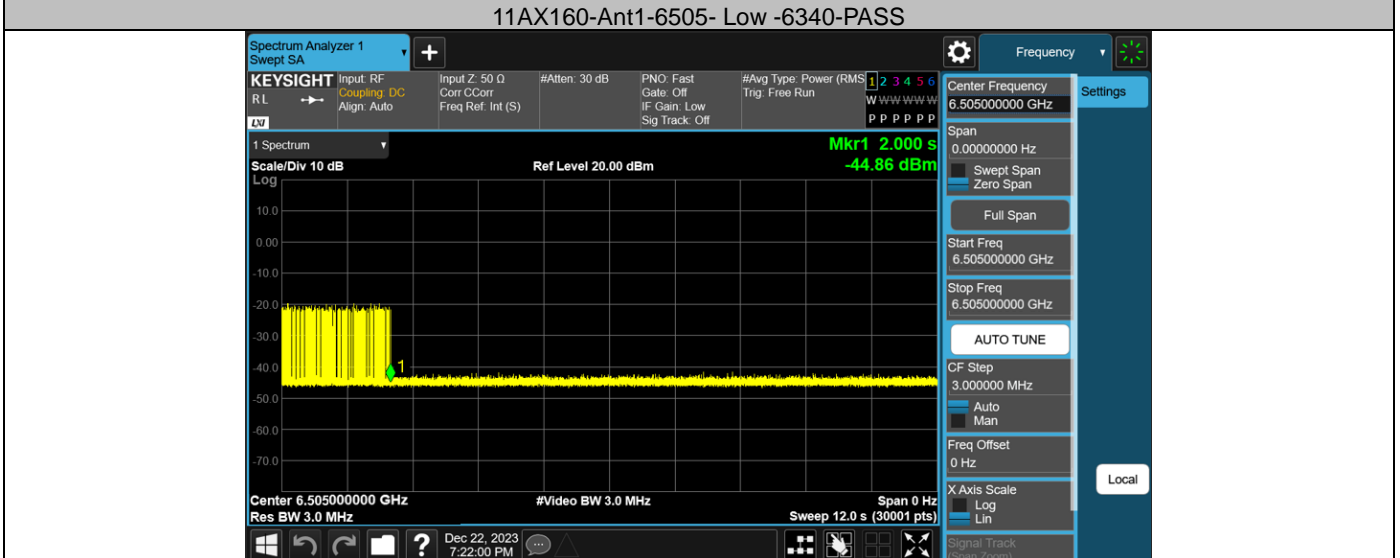 11AX160-Ant1-6505- Low -6340-PASS
Spectrum Analyzer 1
Swept SA
+
Frequency
KEYSIGHT
RL
LXI
Input: RF
Coupling: DC
Align: Auto
Input Z: 50 Ω
Corr CCorr
Freq Ref: Int (S)
#Atten: 30 dB
PNO: Fast
Gate: Off
IF Gain: Low
Sig Track: Off
#Avg Type: Power (RMS
Trig: Free Run
1 2 3 4 5 6
W W W W W W
P P P P P P
Center Frequency
6.505000000 GHz
Settings
Span
0.00000000 Hz
Swept Span
Zero Span
Full Span
Start Freq
6.505000000 GHz
Stop Freq
6.505000000 GHz
AUTO TUNE
CF Step
3.000000 MHz
Auto
Man
Freq Offset
0 Hz
X Axis Scale
Log
Lin
Signal Track
(Span Zoom)
Local
1 Spectrum
Scale/Div 10 dB
Log
Ref Level 20.00 dBm
Mkr1 2.000 s
-44.86 dBm
10.0
0.00
-10.0
-20.0
-30.0
-40.0
-50.0
-60.0
-70.0
1
Center 6.505000000 GHz
Res BW 3.0 MHz
#Video BW 3.0 MHz
Span 0 Hz
Sweep 12.0 s (30001 pts)
?
Dec 22, 2023
7:22:00 PM